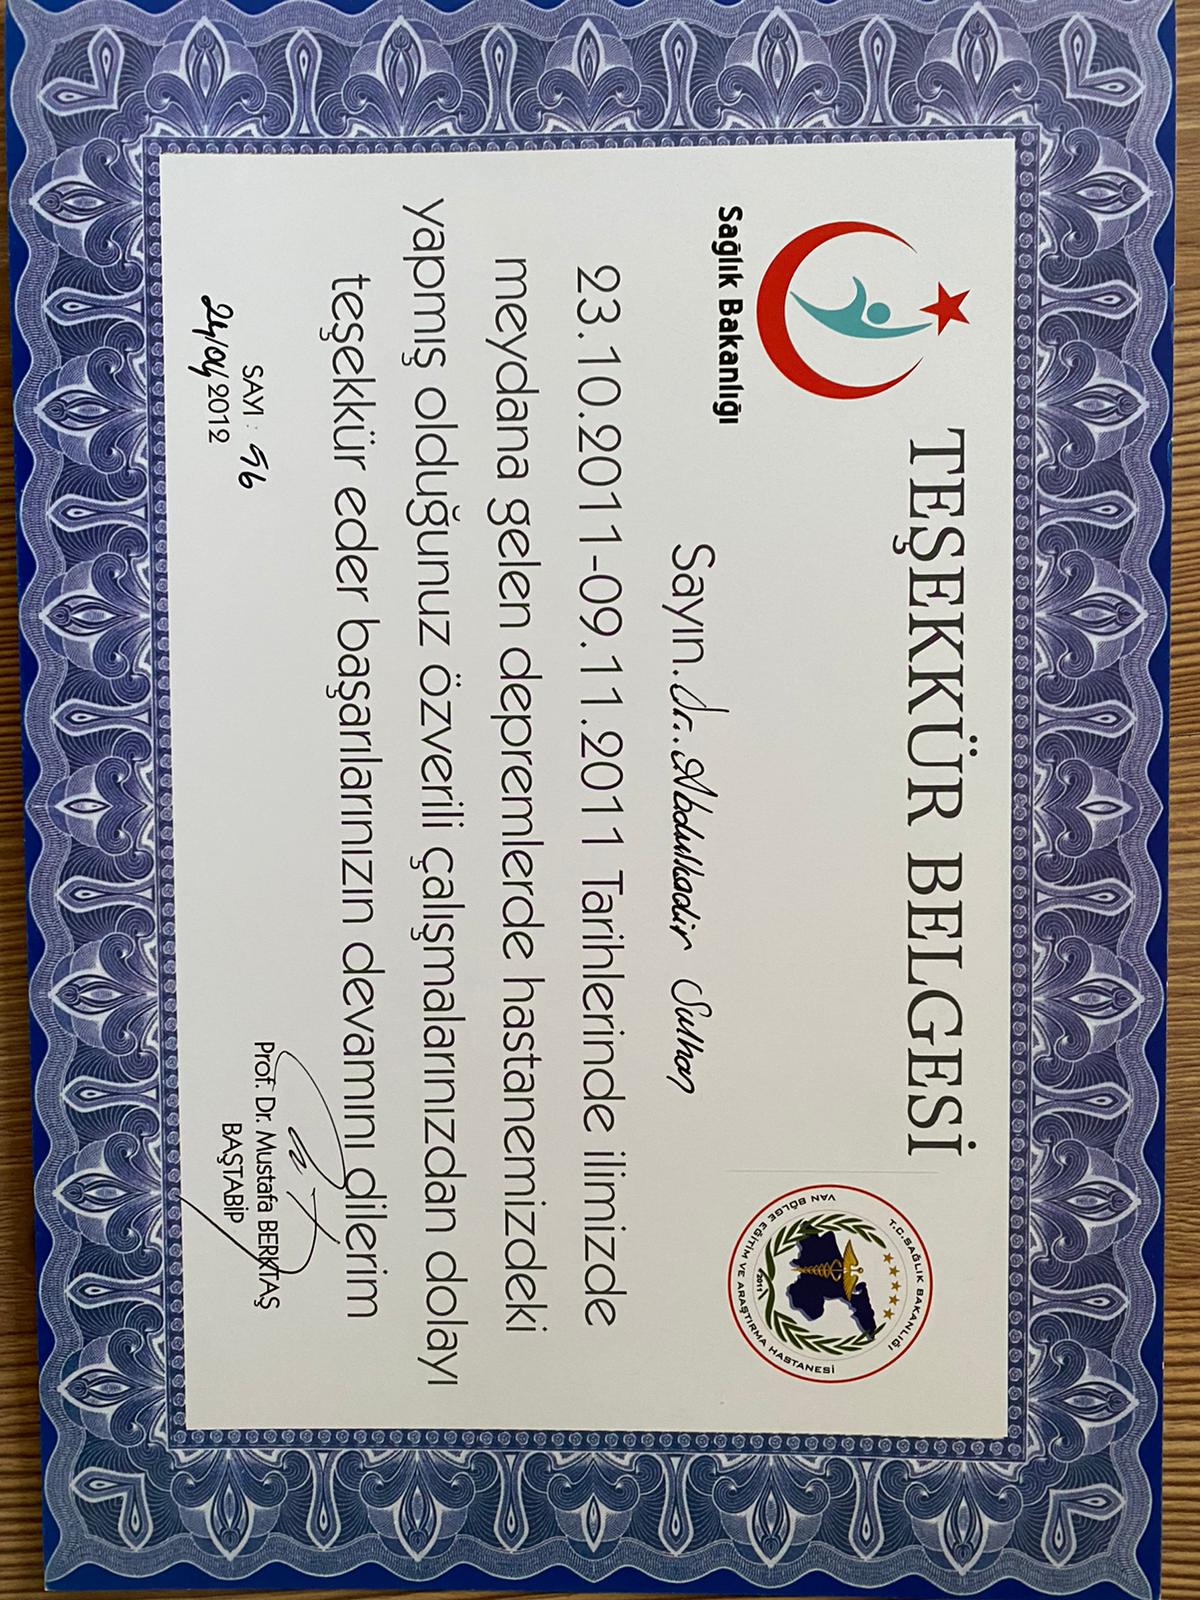 TEŞEKKÜR BELGESİ
Sağlık Bakanlığı
T.C. SAĞLIK BAKANLIĞI
VAN BÖLGE EĞİTİM VE ARAŞTIRMA HASTANESİ
2011
Sayın. Dr. Abdulkadir Sulhan
23.10.2011-09.11.2011 Tarihlerinde ilimizde
meydana gelen depremlerde hastanemizdeki
yapmış olduğunuz özverili çalışmalarınızdan dolayı
teşekkür eder başarılarınızın devamını dilerim
SAYI : 96
24/04/2012
Prof. Dr. Mustafa BERKTAŞ
BAŞTABİP